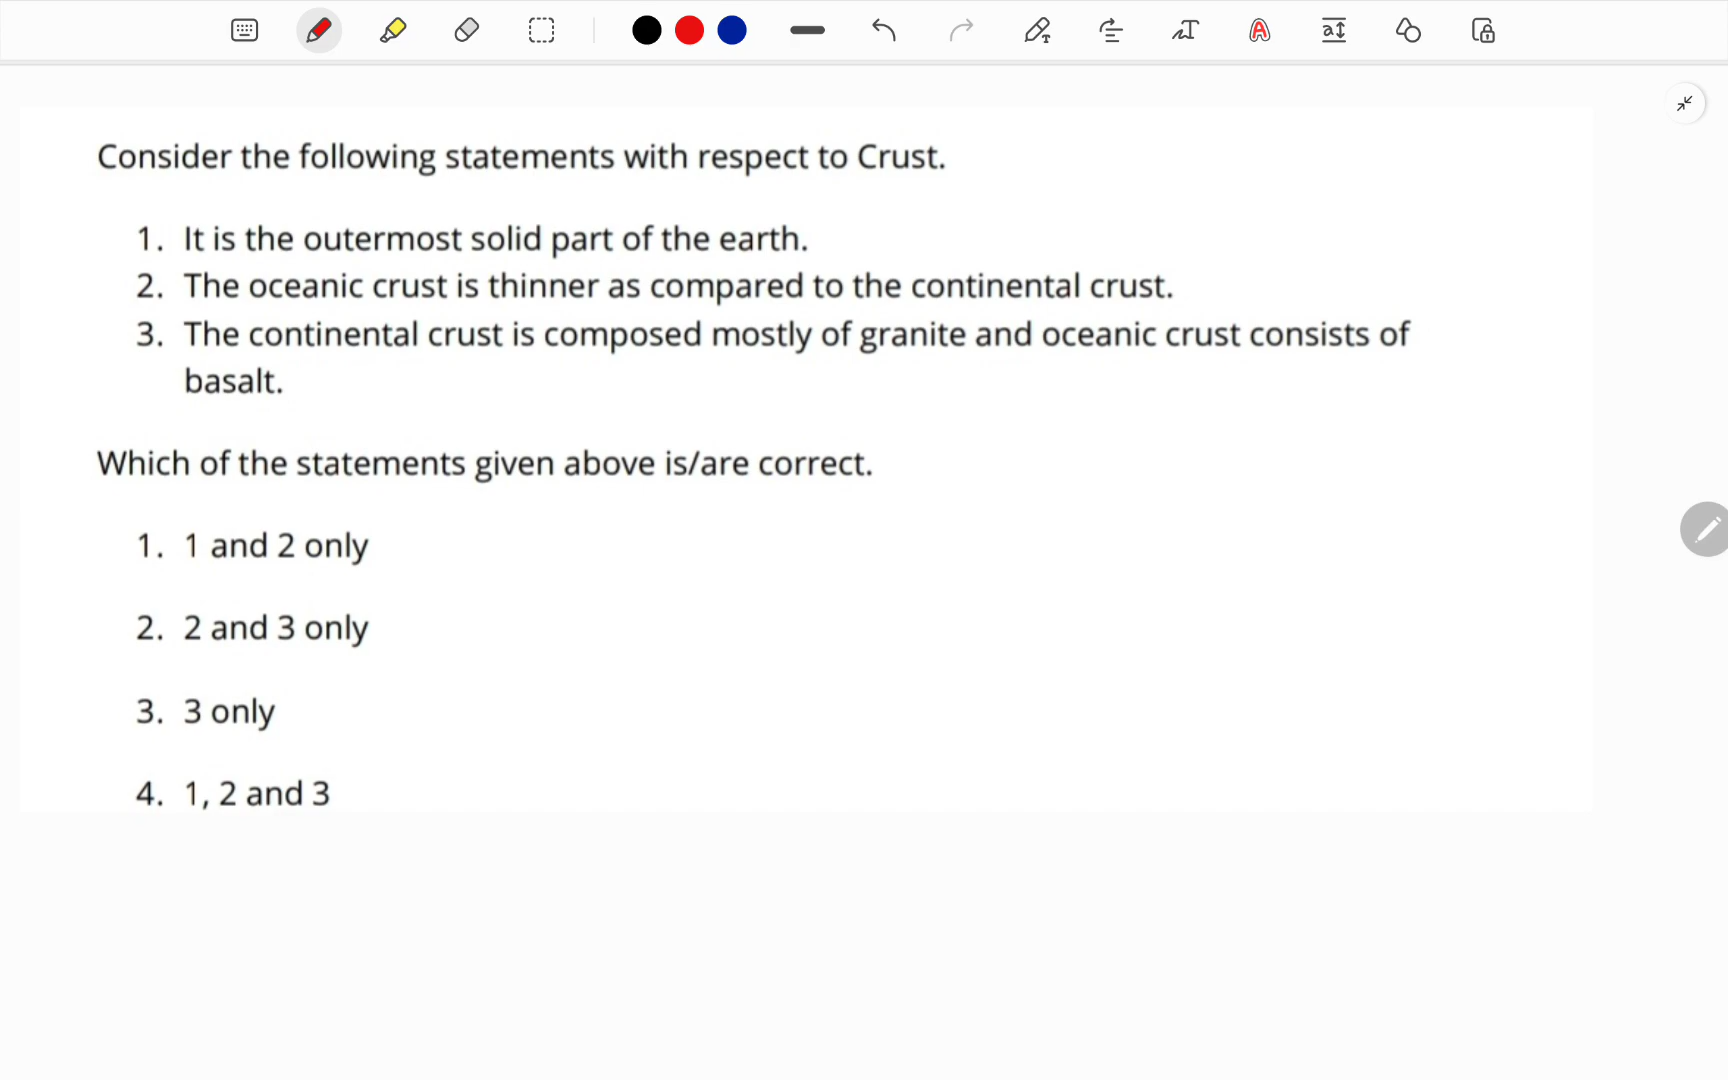 Consider the following statements with respect to Crust.
1. It is the outermost solid part of the earth.
2. The oceanic crust is thinner as compared to the continental crust.
3. The continental crust is composed mostly of granite and oceanic crust consists of
basalt.
Which of the statements given above is/are correct.
1. 1 and 2 only
2. 2 and 3 only
3. 3 only
4. 1, 2 and 3